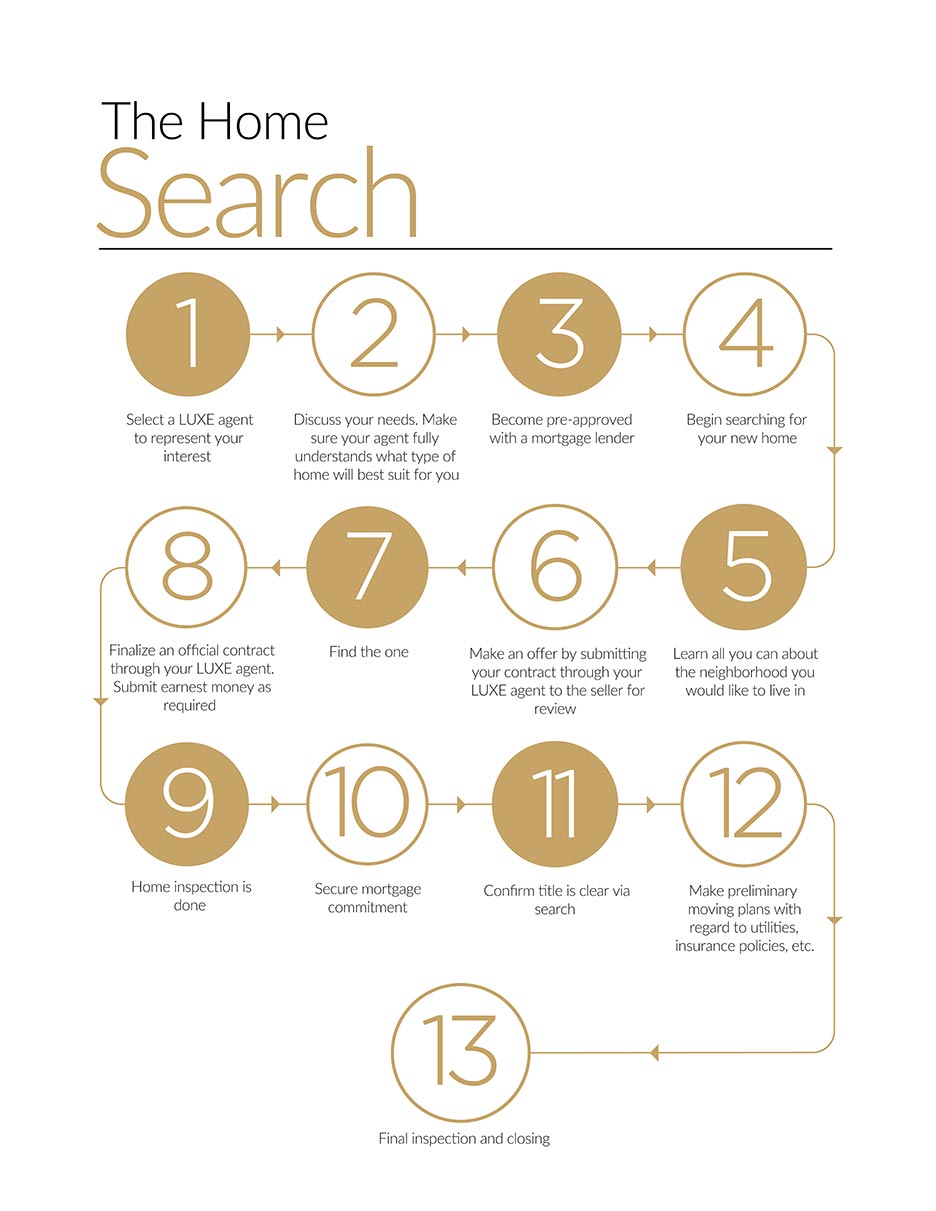 The Home
Search
1
2
3
4
Select a LUXE agent
to represent your
interest
Discuss your needs. Make
sure your agent fully
understands what type of
home will best suit for you
Become pre-approved
with a mortgage lender
Begin searching for
your new home
5
6
7
8
Learn all you can about
the neighborhood you
would like to live in
Make an offer by submitting
your contract through your
LUXE agent to the seller for
review
Find the one
Finalize an official contract
through your LUXE agent.
Submit earnest money as
required
9
10
11
12
Home inspection is
done
Secure mortgage
commitment
Confirm title is clear via
search
Make preliminary
moving plans with
regard to utilities,
insurance policies, etc.
13
Final inspection and closing